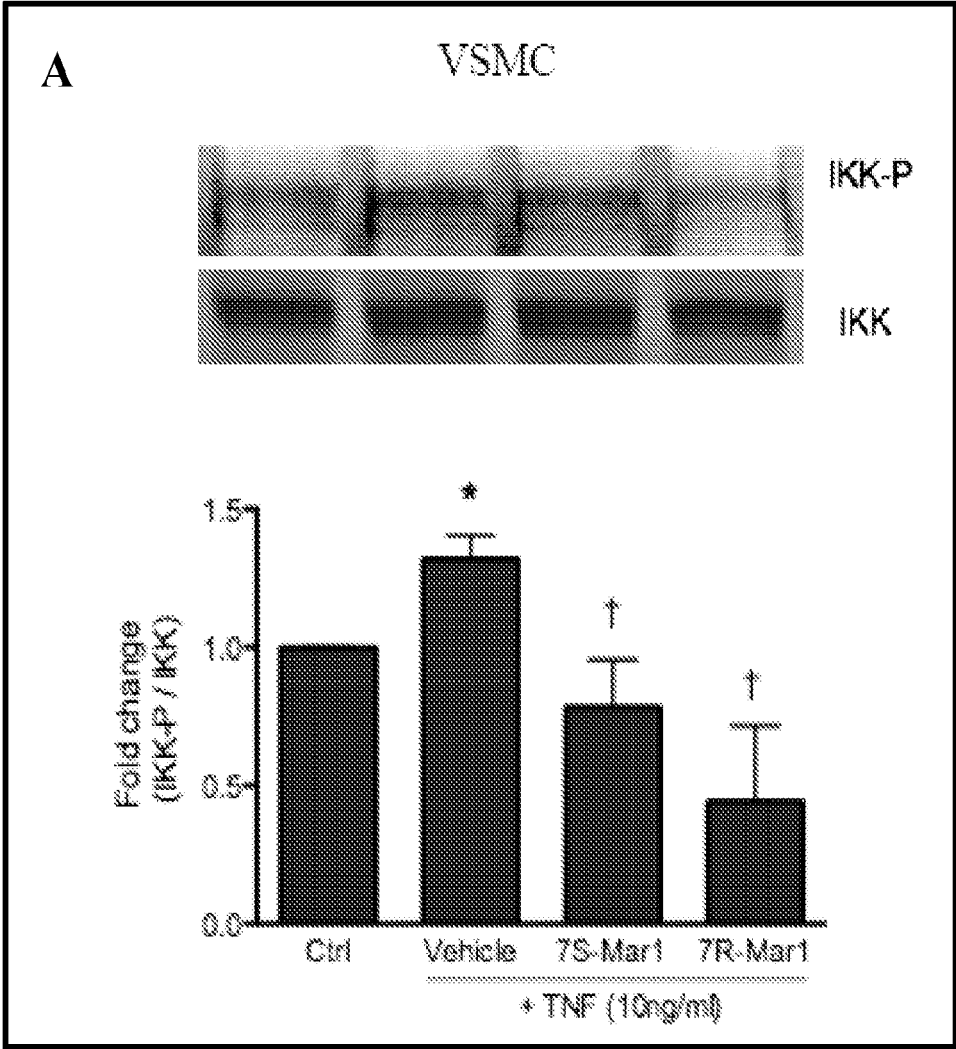 A
VSMC
IKK-P
IKK
*
†
†
1.5
1.0
0.5
0.0
Fold change
(IKK-P / IKK)
Ctrl Vehicle 7S-Mar1 7R-Mar1
+ TNF (10ng/ml)